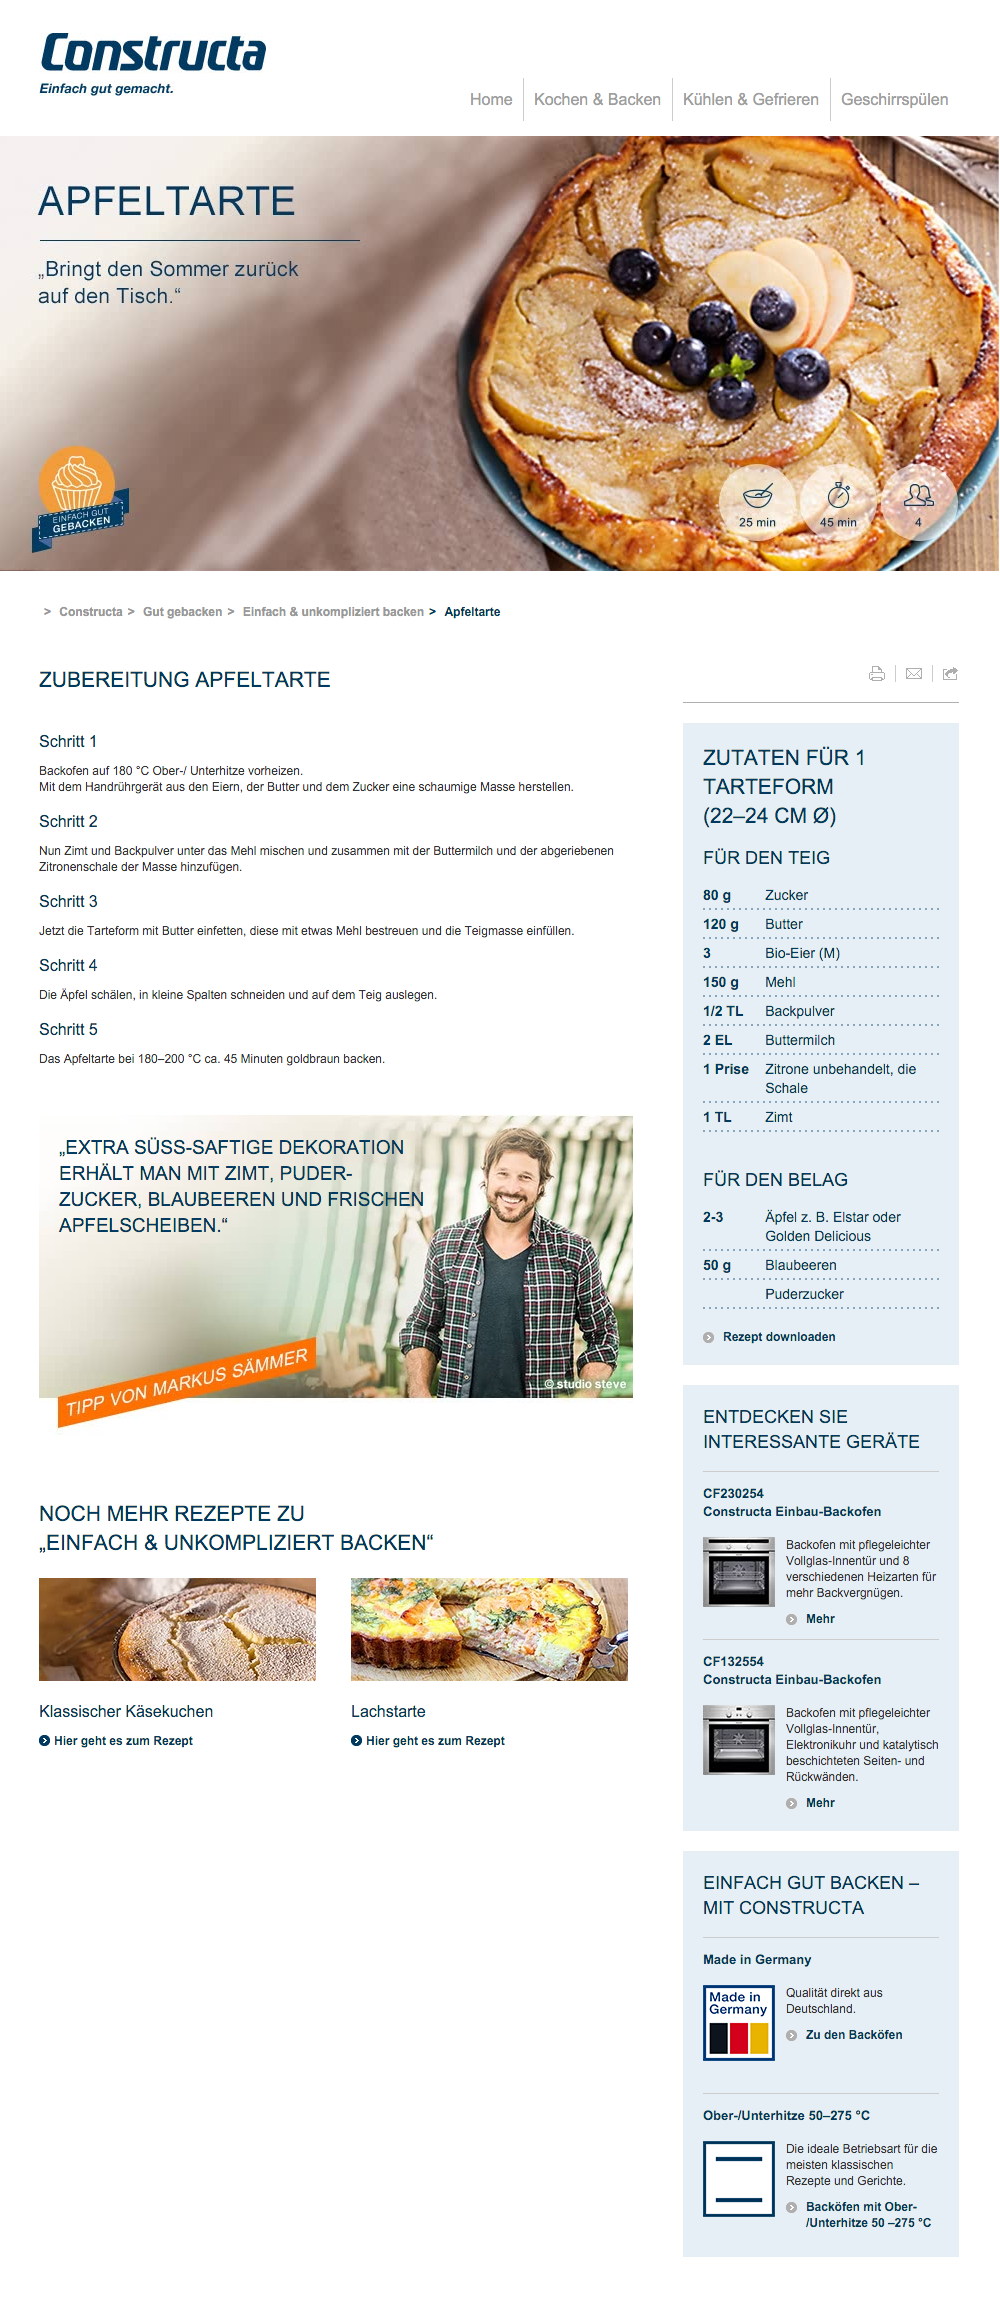 Constructa
Einfach gut gemacht.
Home
Kochen & Backen
Kühlen & Gefrieren
Geschirrspülen
APFELTARTE
„Bringt den Sommer zurück
auf den Tisch.“
EINFACH GUT
GEBACKEN
25 min
45 min
4
> Constructa > Gut gebacken > Einfach & unkompliziert backen > Apfeltarte
ZUBEREITUNG APFELTARTE
Schritt 1
Backofen auf 180 °C Ober-/ Unterhitze vorheizen.
Mit dem Handrührgerät aus den Eiern, der Butter und dem Zucker eine schaumige Masse herstellen.
Schritt 2
Nun Zimt und Backpulver unter das Mehl mischen und zusammen mit der Buttermilch und der abgeriebenen
Zitronenschale der Masse hinzufügen.
Schritt 3
Jetzt die Tarteform mit Butter einfetten, diese mit etwas Mehl bestreuen und die Teigmasse einfüllen.
Schritt 4
Die Äpfel schälen, in kleine Spalten schneiden und auf dem Teig auslegen.
Schritt 5
Das Apfeltarte bei 180–200 °C ca. 45 Minuten goldbraun backen.
„EXTRA SÜSS-SAFTIGE DEKORATION
ERHÄLT MAN MIT ZIMT, PUDER-
ZUCKER, BLAUBEEREN UND FRISCHEN
APFELSCHEIBEN.“
TIPP VON MARKUS SÄMMER
© studio steve
NOCH MEHR REZEPTE ZU
„EINFACH & UNKOMPLIZIERT BACKEN“
Klassischer Käsekuchen
Hier geht es zum Rezept
Lachstarte
Hier geht es zum Rezept
ZUTATEN FÜR 1
TARTEFORM
(22–24 CM Ø)
FÜR DEN TEIG
80 g Zucker
120 g Butter
3 Bio-Eier (M)
150 g Mehl
1/2 TL Backpulver
2 EL Buttermilch
1 Prise Zitrone unbehandelt, die
Schale
1 TL Zimt
FÜR DEN BELAG
2-3 Äpfel z. B. Elstar oder
Golden Delicious
50 g Blaubeeren
Puderzucker
Rezept downloaden
ENTDECKEN SIE
INTERESSANTE GERÄTE
CF230254
Constructa Einbau-Backofen
Backofen mit pflegeleichter
Vollglas-Innentür und 8
verschiedenen Heizarten für
mehr Backvergnügen.
Mehr
CF132554
Constructa Einbau-Backofen
Backofen mit pflegeleichter
Vollglas-Innentür,
Elektronikuhr und katalytisch
beschichteten Seiten- und
Rückwänden.
Mehr
EINFACH GUT BACKEN –
MIT CONSTRUCTA
Made in Germany
Made in
Germany
Qualität direkt aus
Deutschland.
Zu den Backöfen
Ober-/Unterhitze 50–275 °C
Die ideale Betriebsart für die
meisten klassischen
Rezepte und Gerichte.
Backöfen mit Ober-
/Unterhitze 50 –275 °C